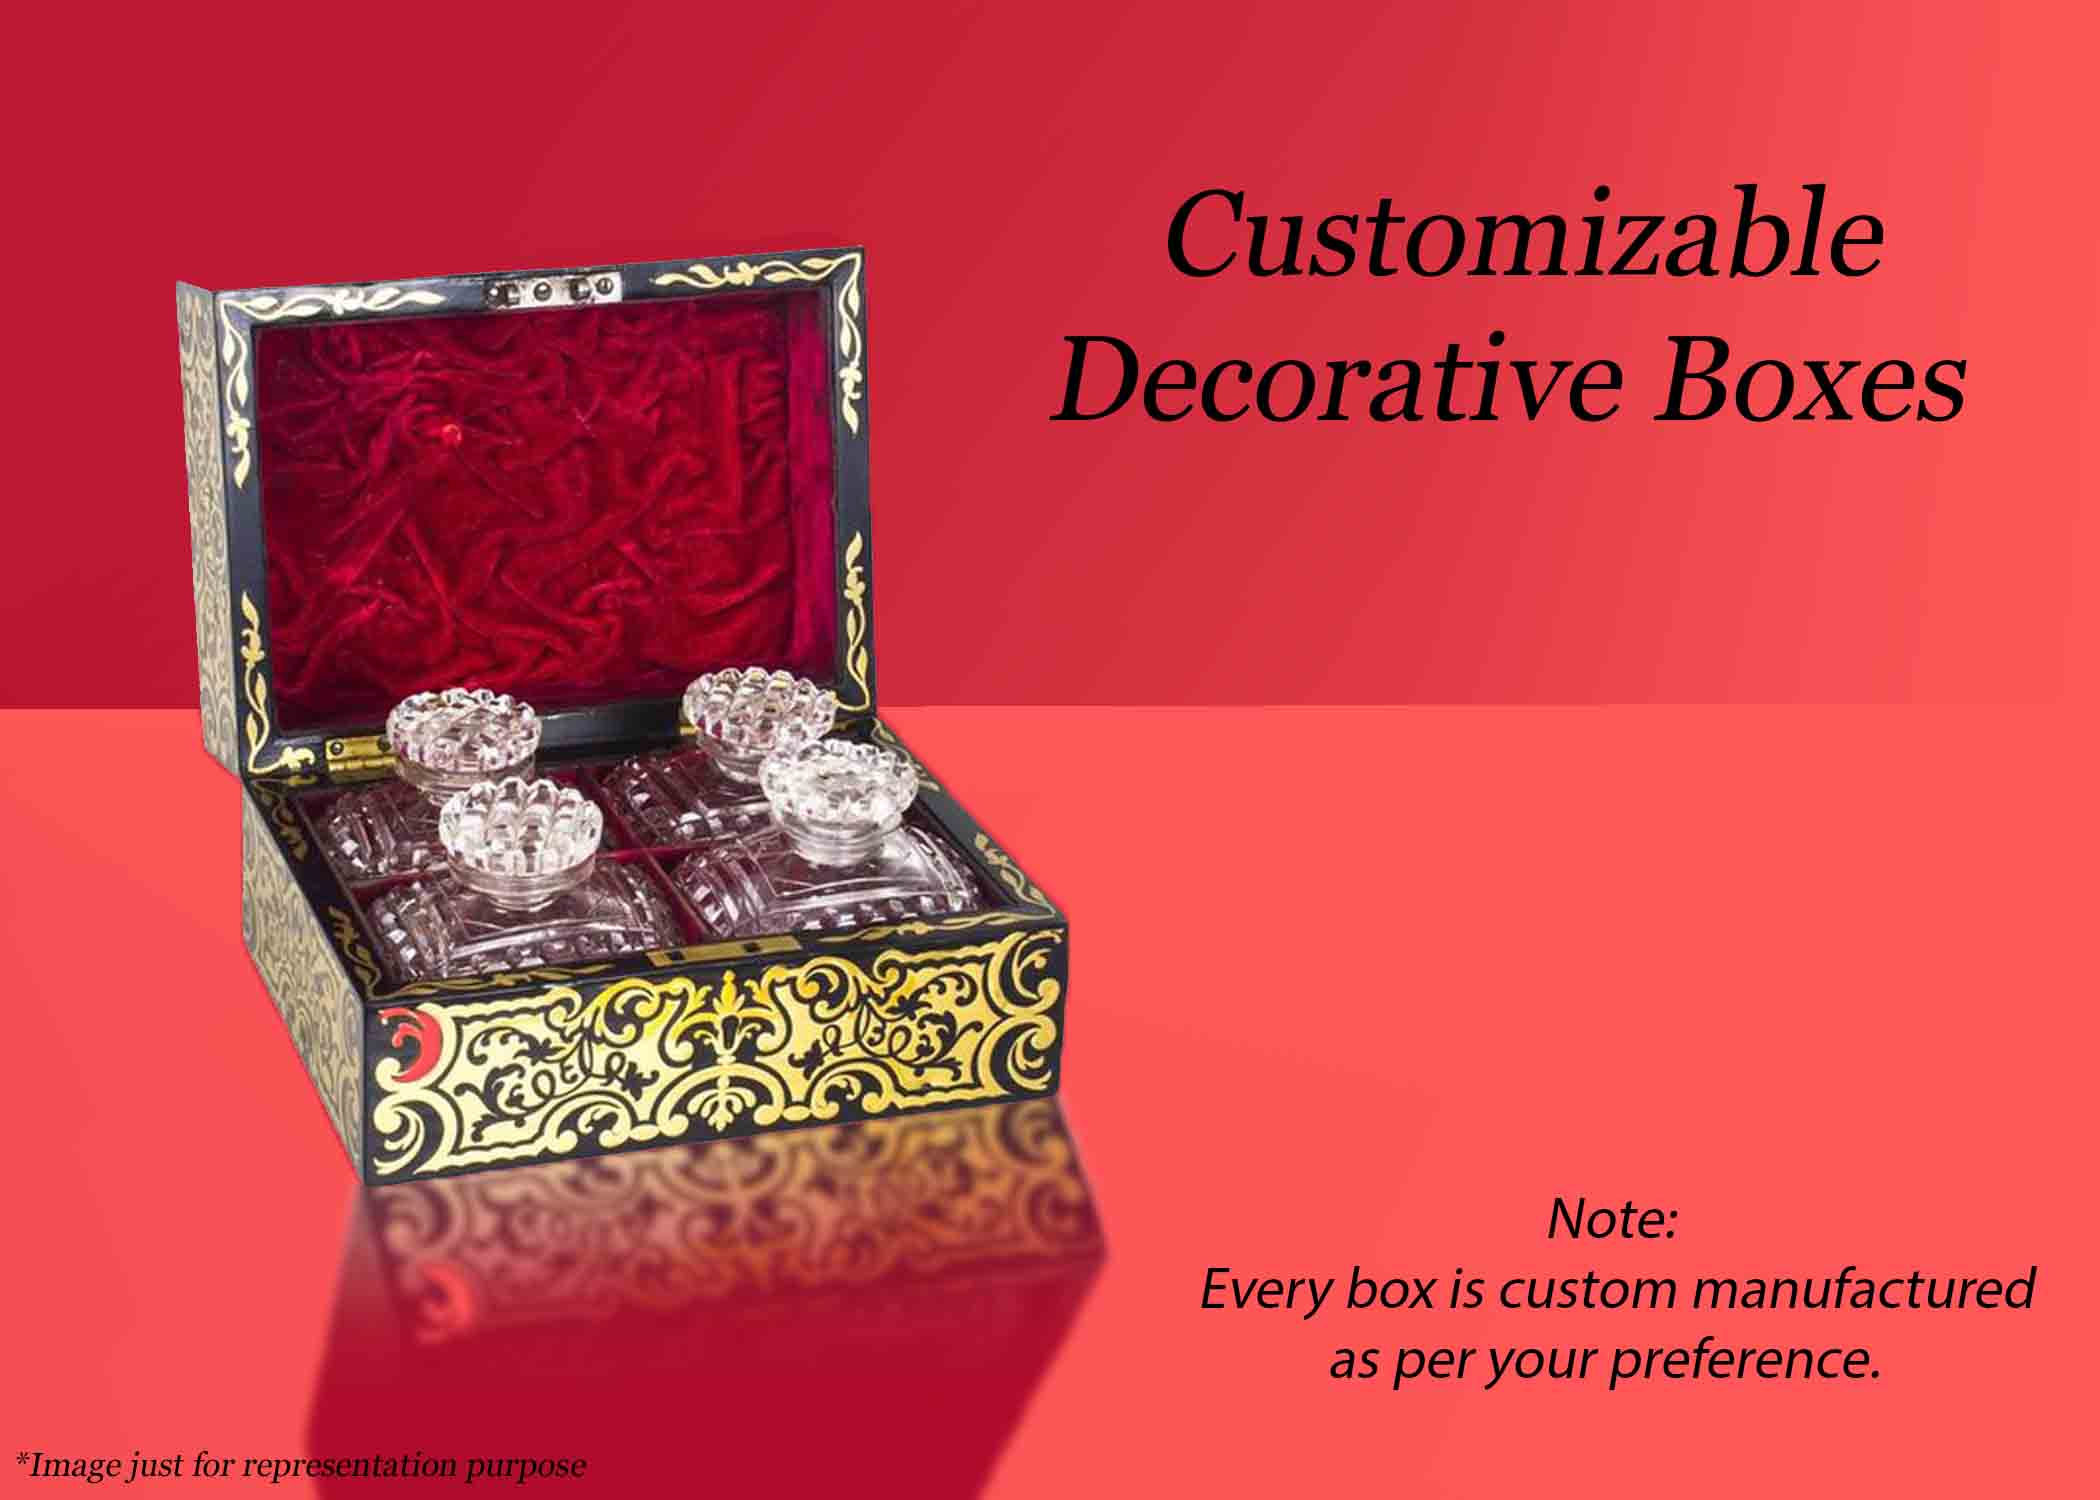 Customizable
Decorative Boxes
Note:
Every box is custom manufactured
as per your preference.
*Image just for representation purpose